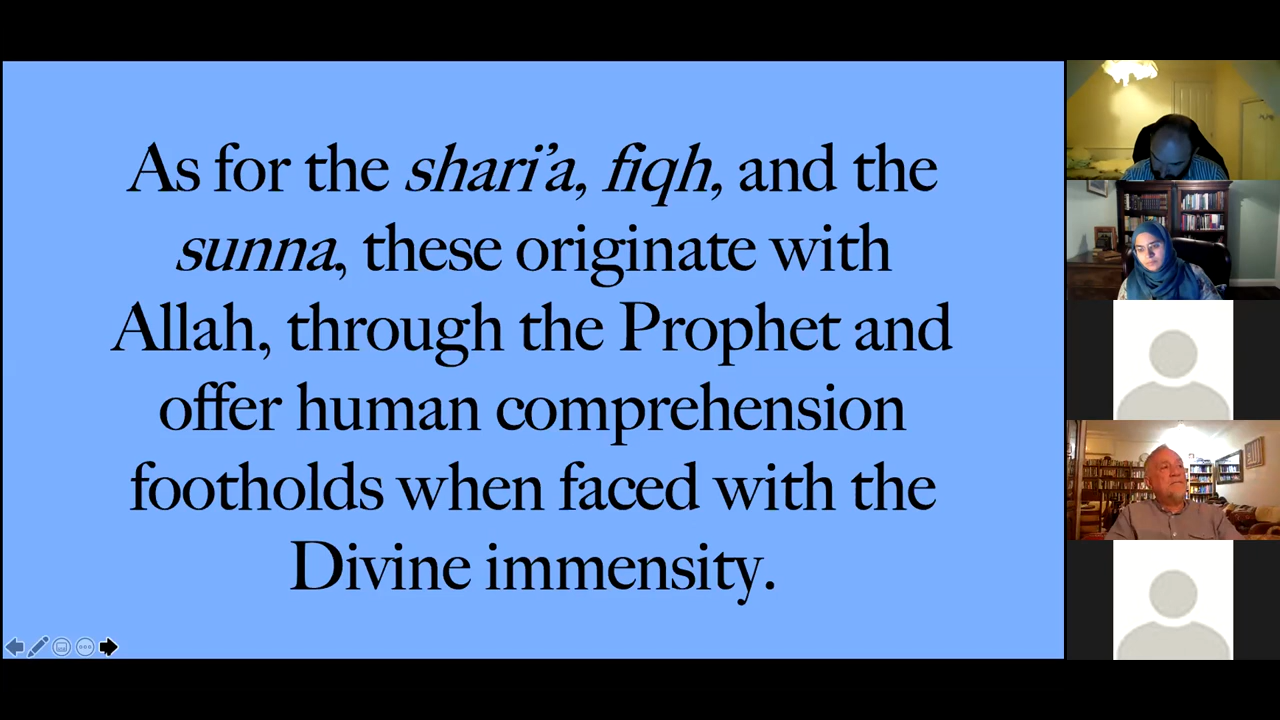 As for the shari’a, fiqh, and the
sunna, these originate with
Allah, through the Prophet and
offer human comprehension
footholds when faced with the
Divine immensity.